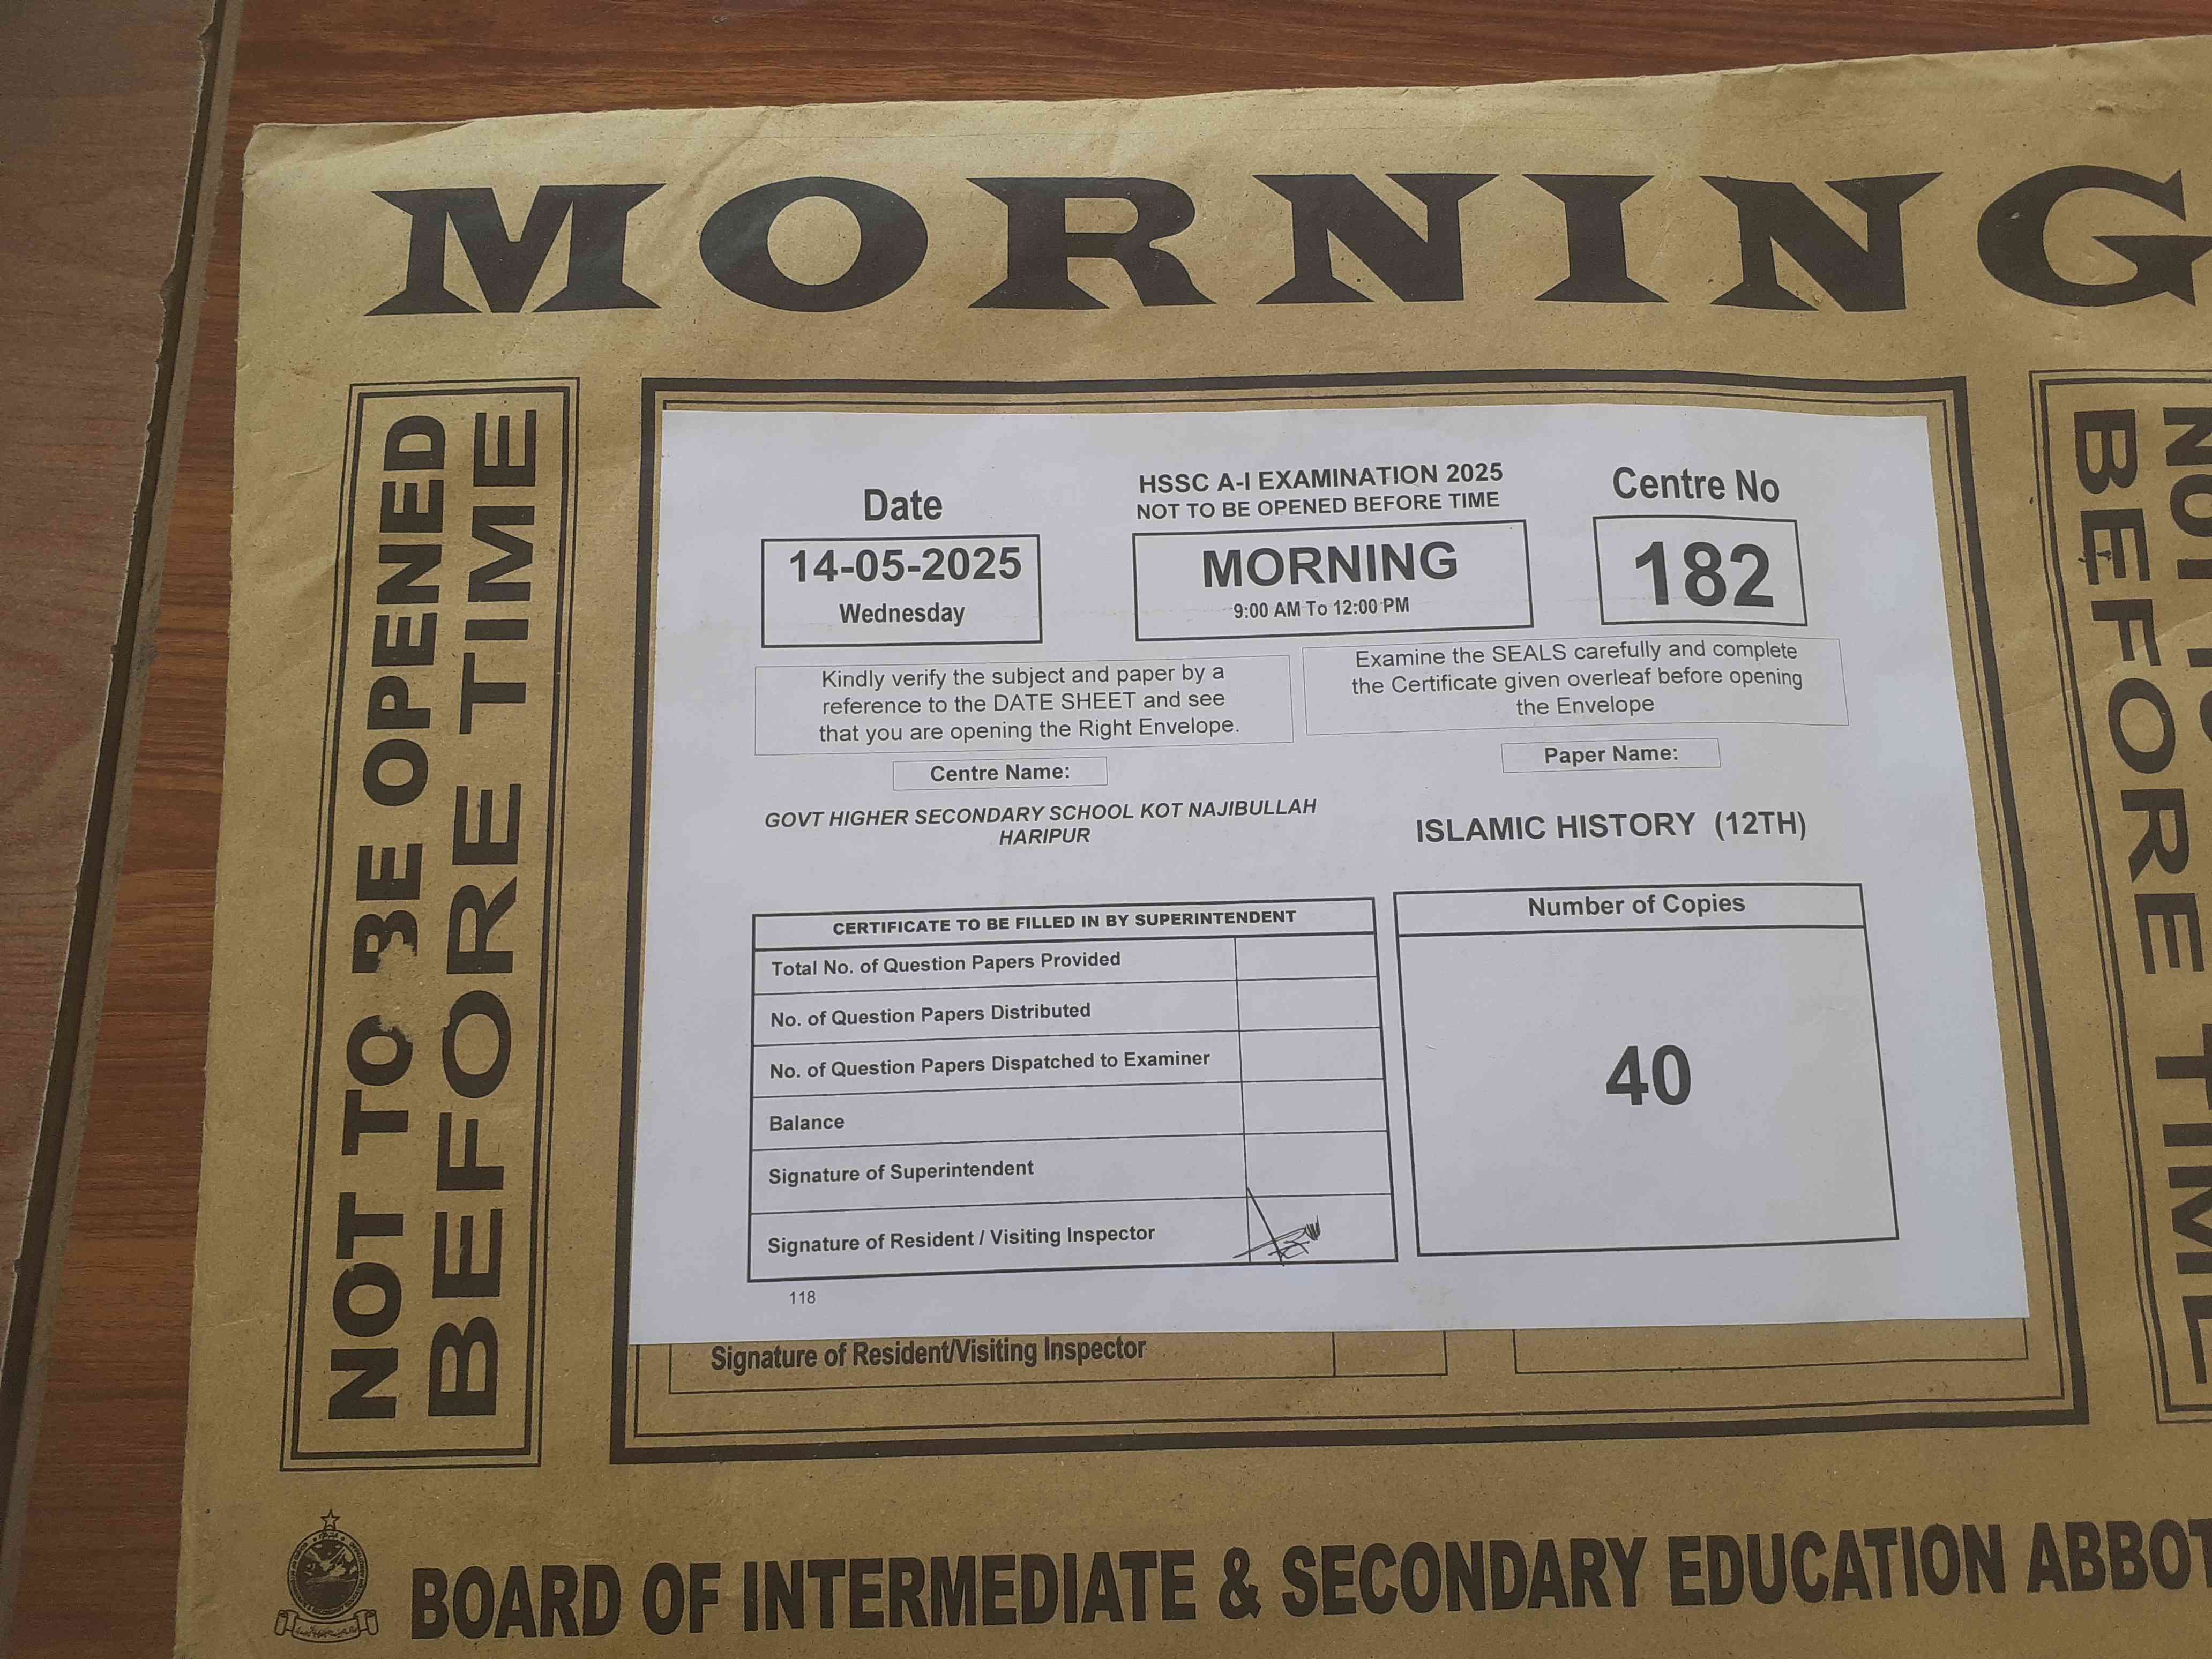 MORNING
NOT TO BE OPENED
BEFORE TIME
Date
14-05-2025
Wednesday
HSSC A-I EXAMINATION 2025
NOT TO BE OPENED BEFORE TIME
MORNING
9:00 AM To 12:00 PM
Centre No
182
Kindly verify the subject and paper by a
reference to the DATE SHEET and see
that you are opening the Right Envelope.
Examine the SEALS carefully and complete
the Certificate given overleaf before opening
the Envelope
Centre Name:
GOVT HIGHER SECONDARY SCHOOL KOT NAJIBULLAH
HARIPUR
Paper Name:
ISLAMIC HISTORY (12TH)
CERTIFICATE TO BE FILLED IN BY SUPERINTENDENT
Total No. of Question Papers Provided
No. of Question Papers Distributed
No. of Question Papers Dispatched to Examiner
Balance
Signature of Superintendent
Signature of Resident / Visiting Inspector
118
Number of Copies
40
Signature of Resident/Visiting Inspector
NOT TO
BEFORE TIME
BOARD OF INTERMEDIATE & SECONDARY EDUCATION ABBOT